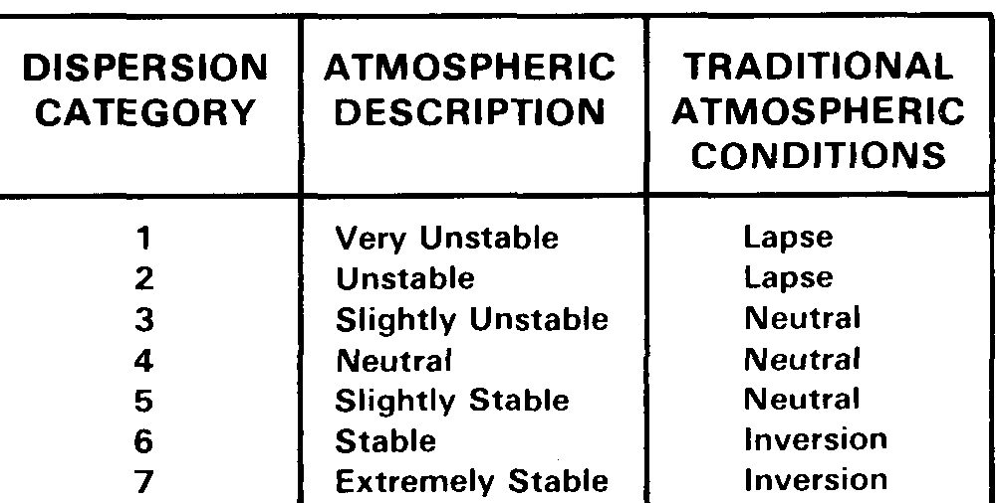 DISPERSION CATEGORY | ATMOSPHERIC DESCRIPTION | TRADITIONAL ATMOSPHERIC CONDITIONS
1 Very Unstable Lapse
2 Unstable Lapse
3 Slightly Unstable Neutral
4 Neutral Neutral
5 Slightly Stable Neutral
6 Stable Inversion
7 Extremely Stable Inversion